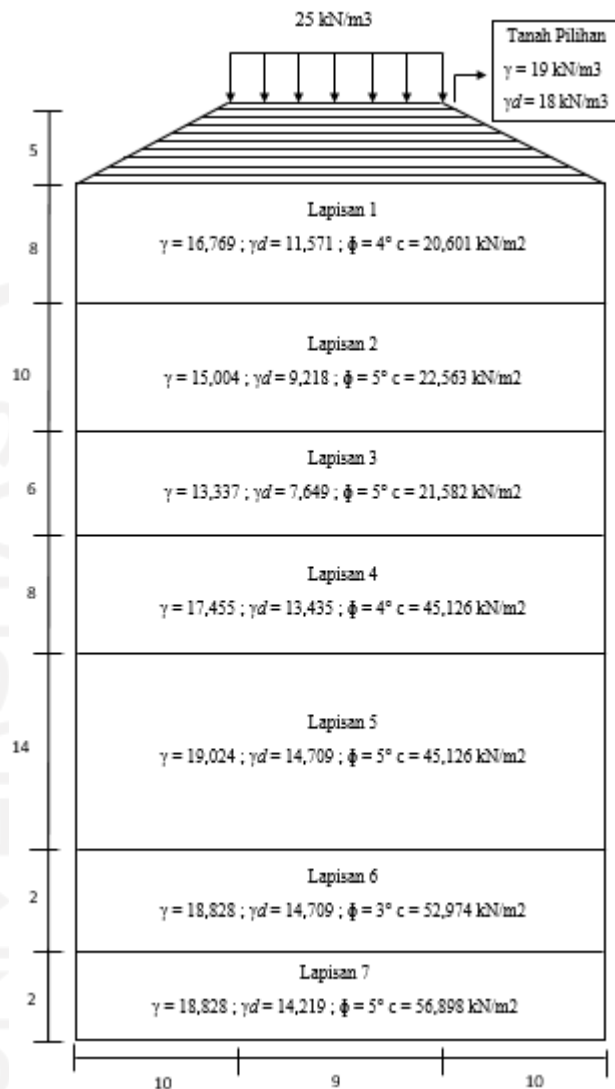 25 kN/m3
Tanah Pilihan
γ = 19 kN/m3
γd = 18 kN/m3
5
Lapisan 1
γ = 16,769 ; γd = 11,571 ; ϕ = 4° c = 20,601 kN/m2
8
Lapisan 2
γ = 15,004 ; γd = 9,218 ; ϕ = 5° c = 22,563 kN/m2
10
Lapisan 3
γ = 13,337 ; γd = 7,649 ; ϕ = 5° c = 21,582 kN/m2
6
Lapisan 4
γ = 17,455 ; γd = 13,435 ; ϕ = 4° c = 45,126 kN/m2
8
Lapisan 5
γ = 19,024 ; γd = 14,709 ; ϕ = 5° c = 45,126 kN/m2
14
Lapisan 6
γ = 18,828 ; γd = 14,709 ; ϕ = 3° c = 52,974 kN/m2
2
Lapisan 7
γ = 18,828 ; γd = 14,219 ; ϕ = 5° c = 56,898 kN/m2
2
10 9 10